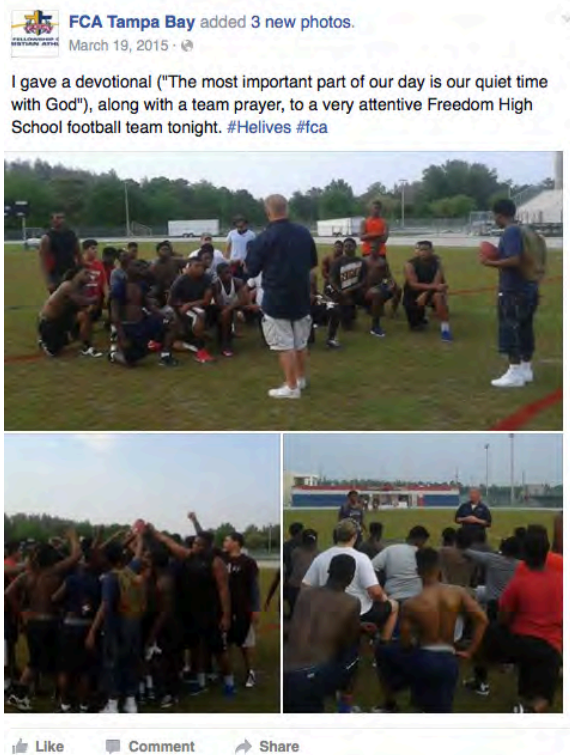 FCA Tampa Bay added 3 new photos.
March 19, 2015 ·
I gave a devotional ("The most important part of our day is our quiet time
with God"), along with a team prayer, to a very attentive Freedom High
School football team tonight. #Helives #fca
Like Comment Share